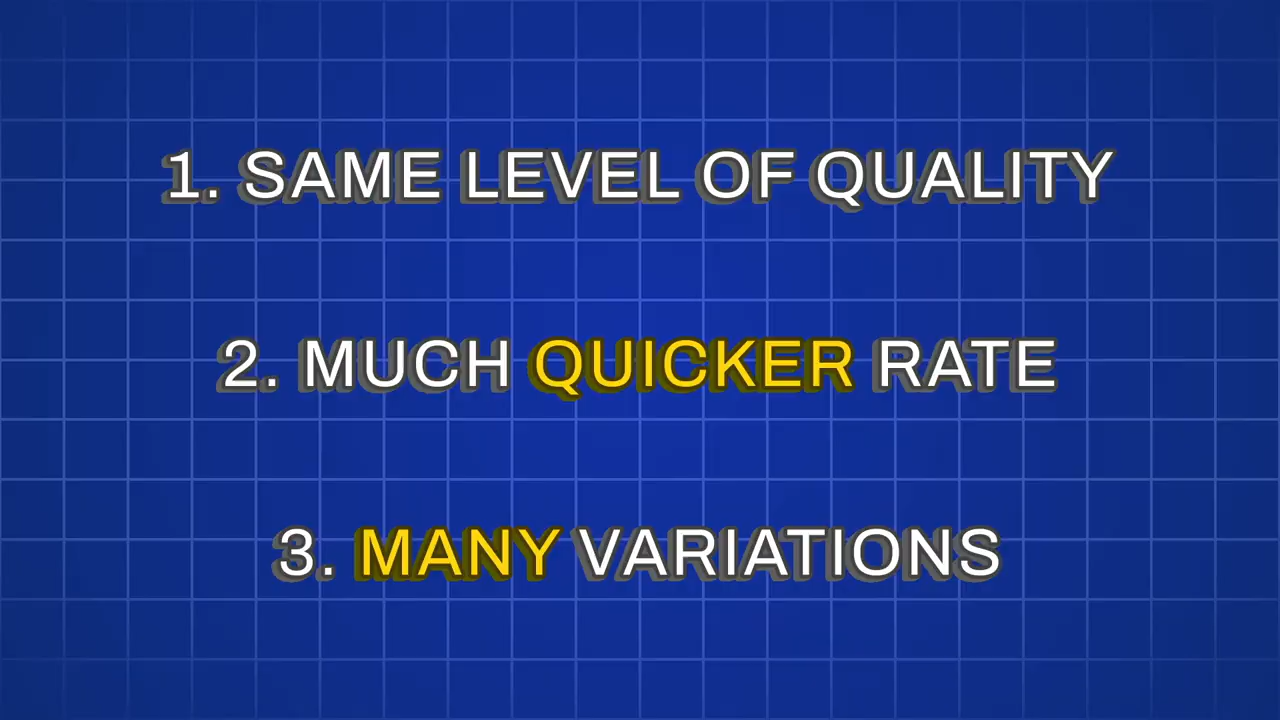 1. SAME LEVEL OF QUALITY
2. MUCH QUICKER RATE
3. MANY VARIATIONS